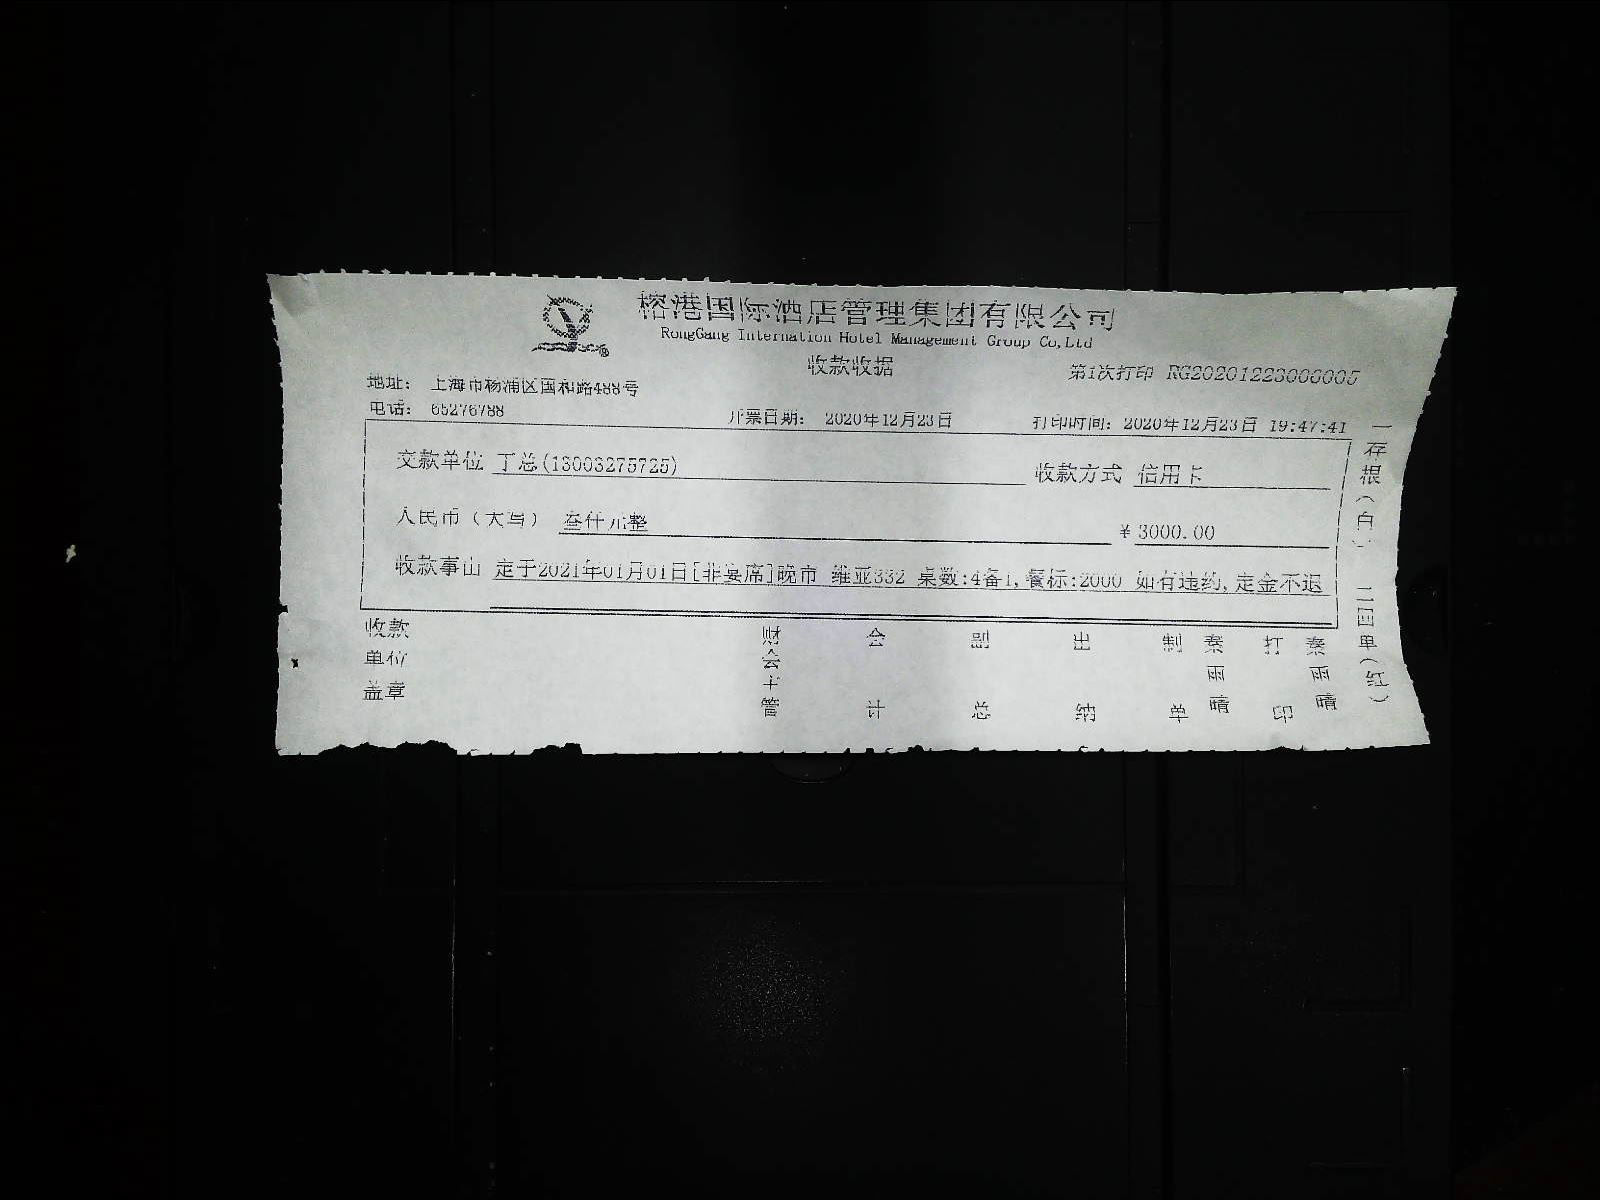 榕港国际酒店管理集团有限公司
RongGang Internation Hotel Management Group Co,Ltd
收款收据
第1次打印 RG20201223000005
地址： 上海市杨浦区国和路488号
电话： 65276788
开票日期： 2020年12月23日
打印时间： 2020年12月23日 19:47:41
交款单位 丁总(13003275725)
收款方式 信用卡
人民币（大写） 叁仟元整
¥ 3000.00
收款事由 定于2021年01月01日[非宴席]晚市 维亚332 桌数:4备1,餐标:2000 如有违约,定金不退
收款单位盖章
财会主管
会计
副总
出纳
制单 秦雨晴
打印 秦雨晴
一存根（白） 二回单（红）